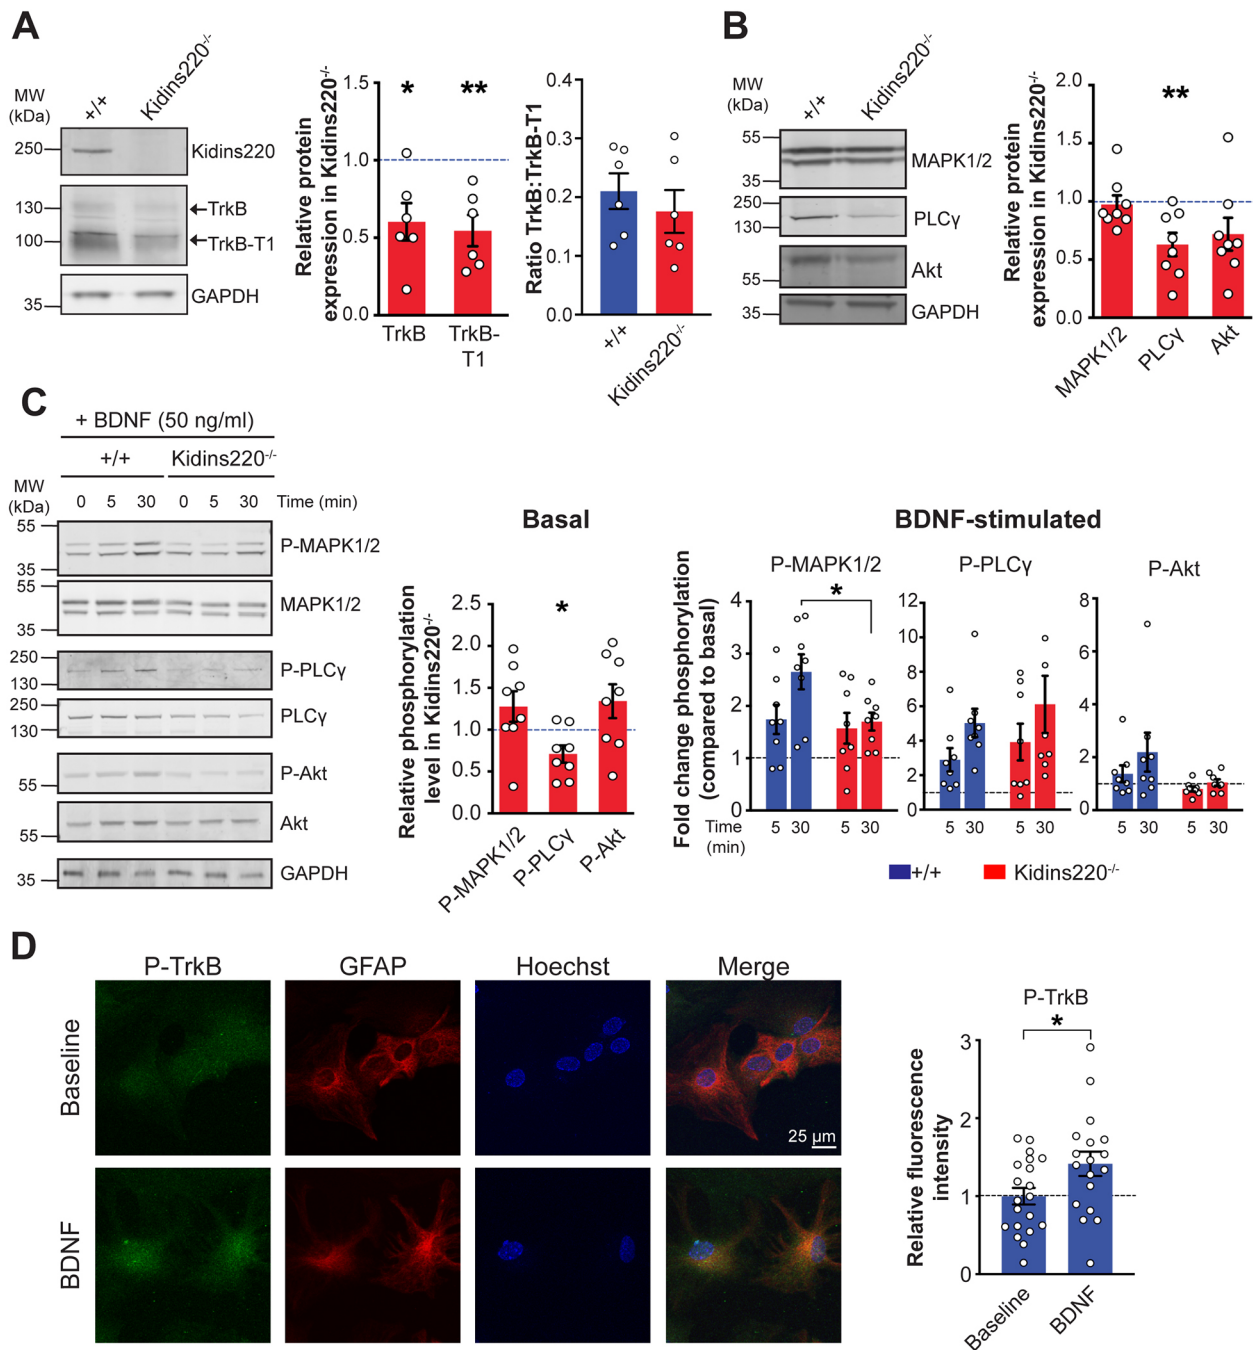 A
MW
(kDa)
+/+
Kidins220-/-
250
Kidins220
130
TrkB
100
TrkB-T1
35
GAPDH
Relative protein
expression in Kidins220-/-
1.5
1.0
0.5
0.0
*
**
TrkB
TrkB-
T1
Ratio TrkB:TrkB-T1
0.4
0.3
0.2
0.1
0.0
+/+
Kidins220-/-
B
MW
(kDa)
+/+
Kidins220-/-
55
MAPK1/2
35
250
PLCγ
130
Akt
55
GAPDH
35
Relative protein
expression in Kidins220-/-
2.0
1.5
1.0
0.5
0.0
**
MAPK1/2
PLCγ
Akt
C
+ BDNF (50 ng/ml)
+/+
Kidins220-/-
MW
(kDa)
0 5 30 0 5 30 Time (min)
55
P-MAPK1/2
35
55
MAPK1/2
35
250
P-PLCγ
130
250
PLCγ
130
P-Akt
55
Akt
55
GAPDH
35
Basal
Relative phosphorylation
level in Kidins220-/-
2.5
2.0
1.5
1.0
0.5
0.0
*
P-MAPK1/2
P-PLCγ
P-Akt
BDNF-stimulated
Fold change phosphorylation
(compared to basal)
P-MAPK1/2
4
3
2
1
0
*
Time
(min)
5 30 5 30
P-PLCγ
12
10
8
6
4
2
0
5 30 5 30
P-Akt
8
6
4
2
0
5 30 5 30
+/+
Kidins220-/-
D
P-TrkB
GFAP
Hoechst
Merge
Baseline
25 µm
BDNF
P-TrkB
*
Relative fluorescence
intensity
3
2
1
0
Baseline
BDNF